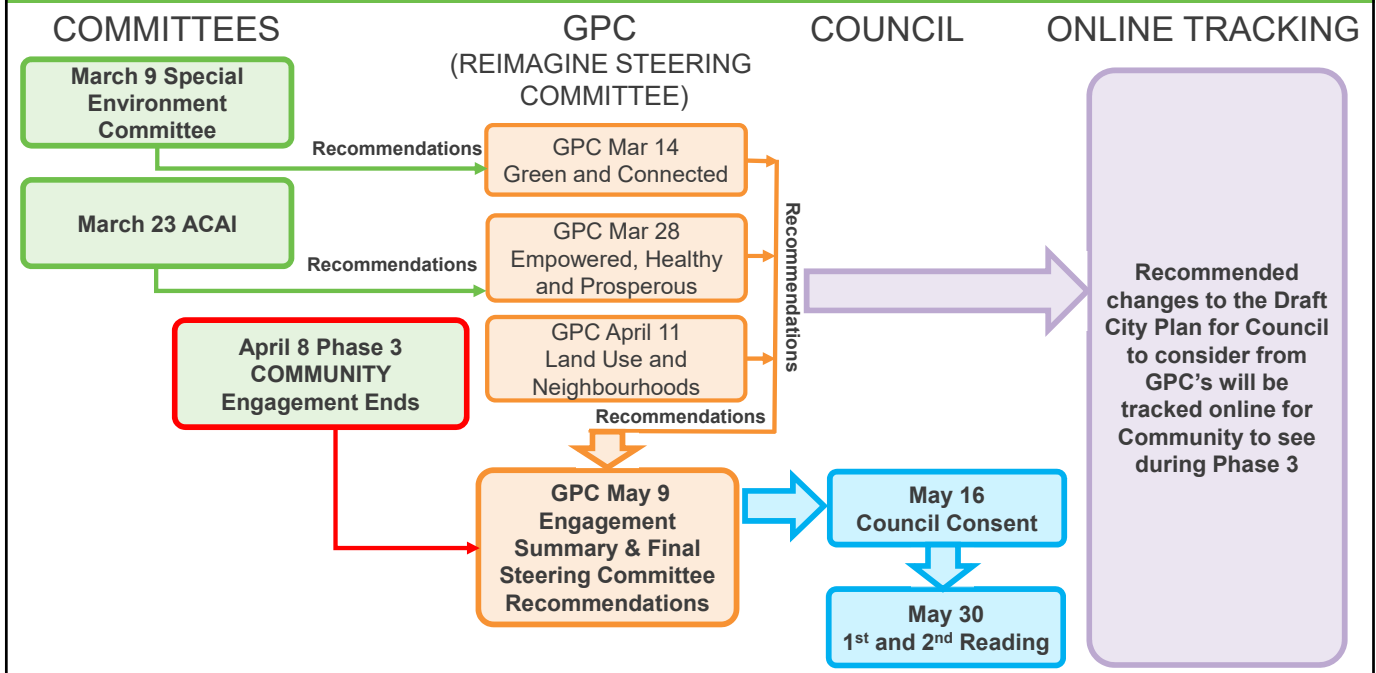 COMMITTEES
GPC
(REIMAGINE STEERING
COMMITTEE)
COUNCIL
ONLINE TRACKING
March 9 Special
Environment
Committee
Recommendations
GPC Mar 14
Green and Connected
March 23 ACAI
Recommendations
GPC Mar 28
Empowered, Healthy
and Prosperous
Recommendations
April 8 Phase 3
COMMUNITY
Engagement Ends
GPC April 11
Land Use and
Neighbourhoods
Recommendations
GPC May 9
Engagement
Summary & Final
Steering Committee
Recommendations
May 16
Council Consent
May 30
1st and 2nd Reading
Recommended
changes to the Draft
City Plan for Council
to consider from
GPC’s will be
tracked online for
Community to see
during Phase 3